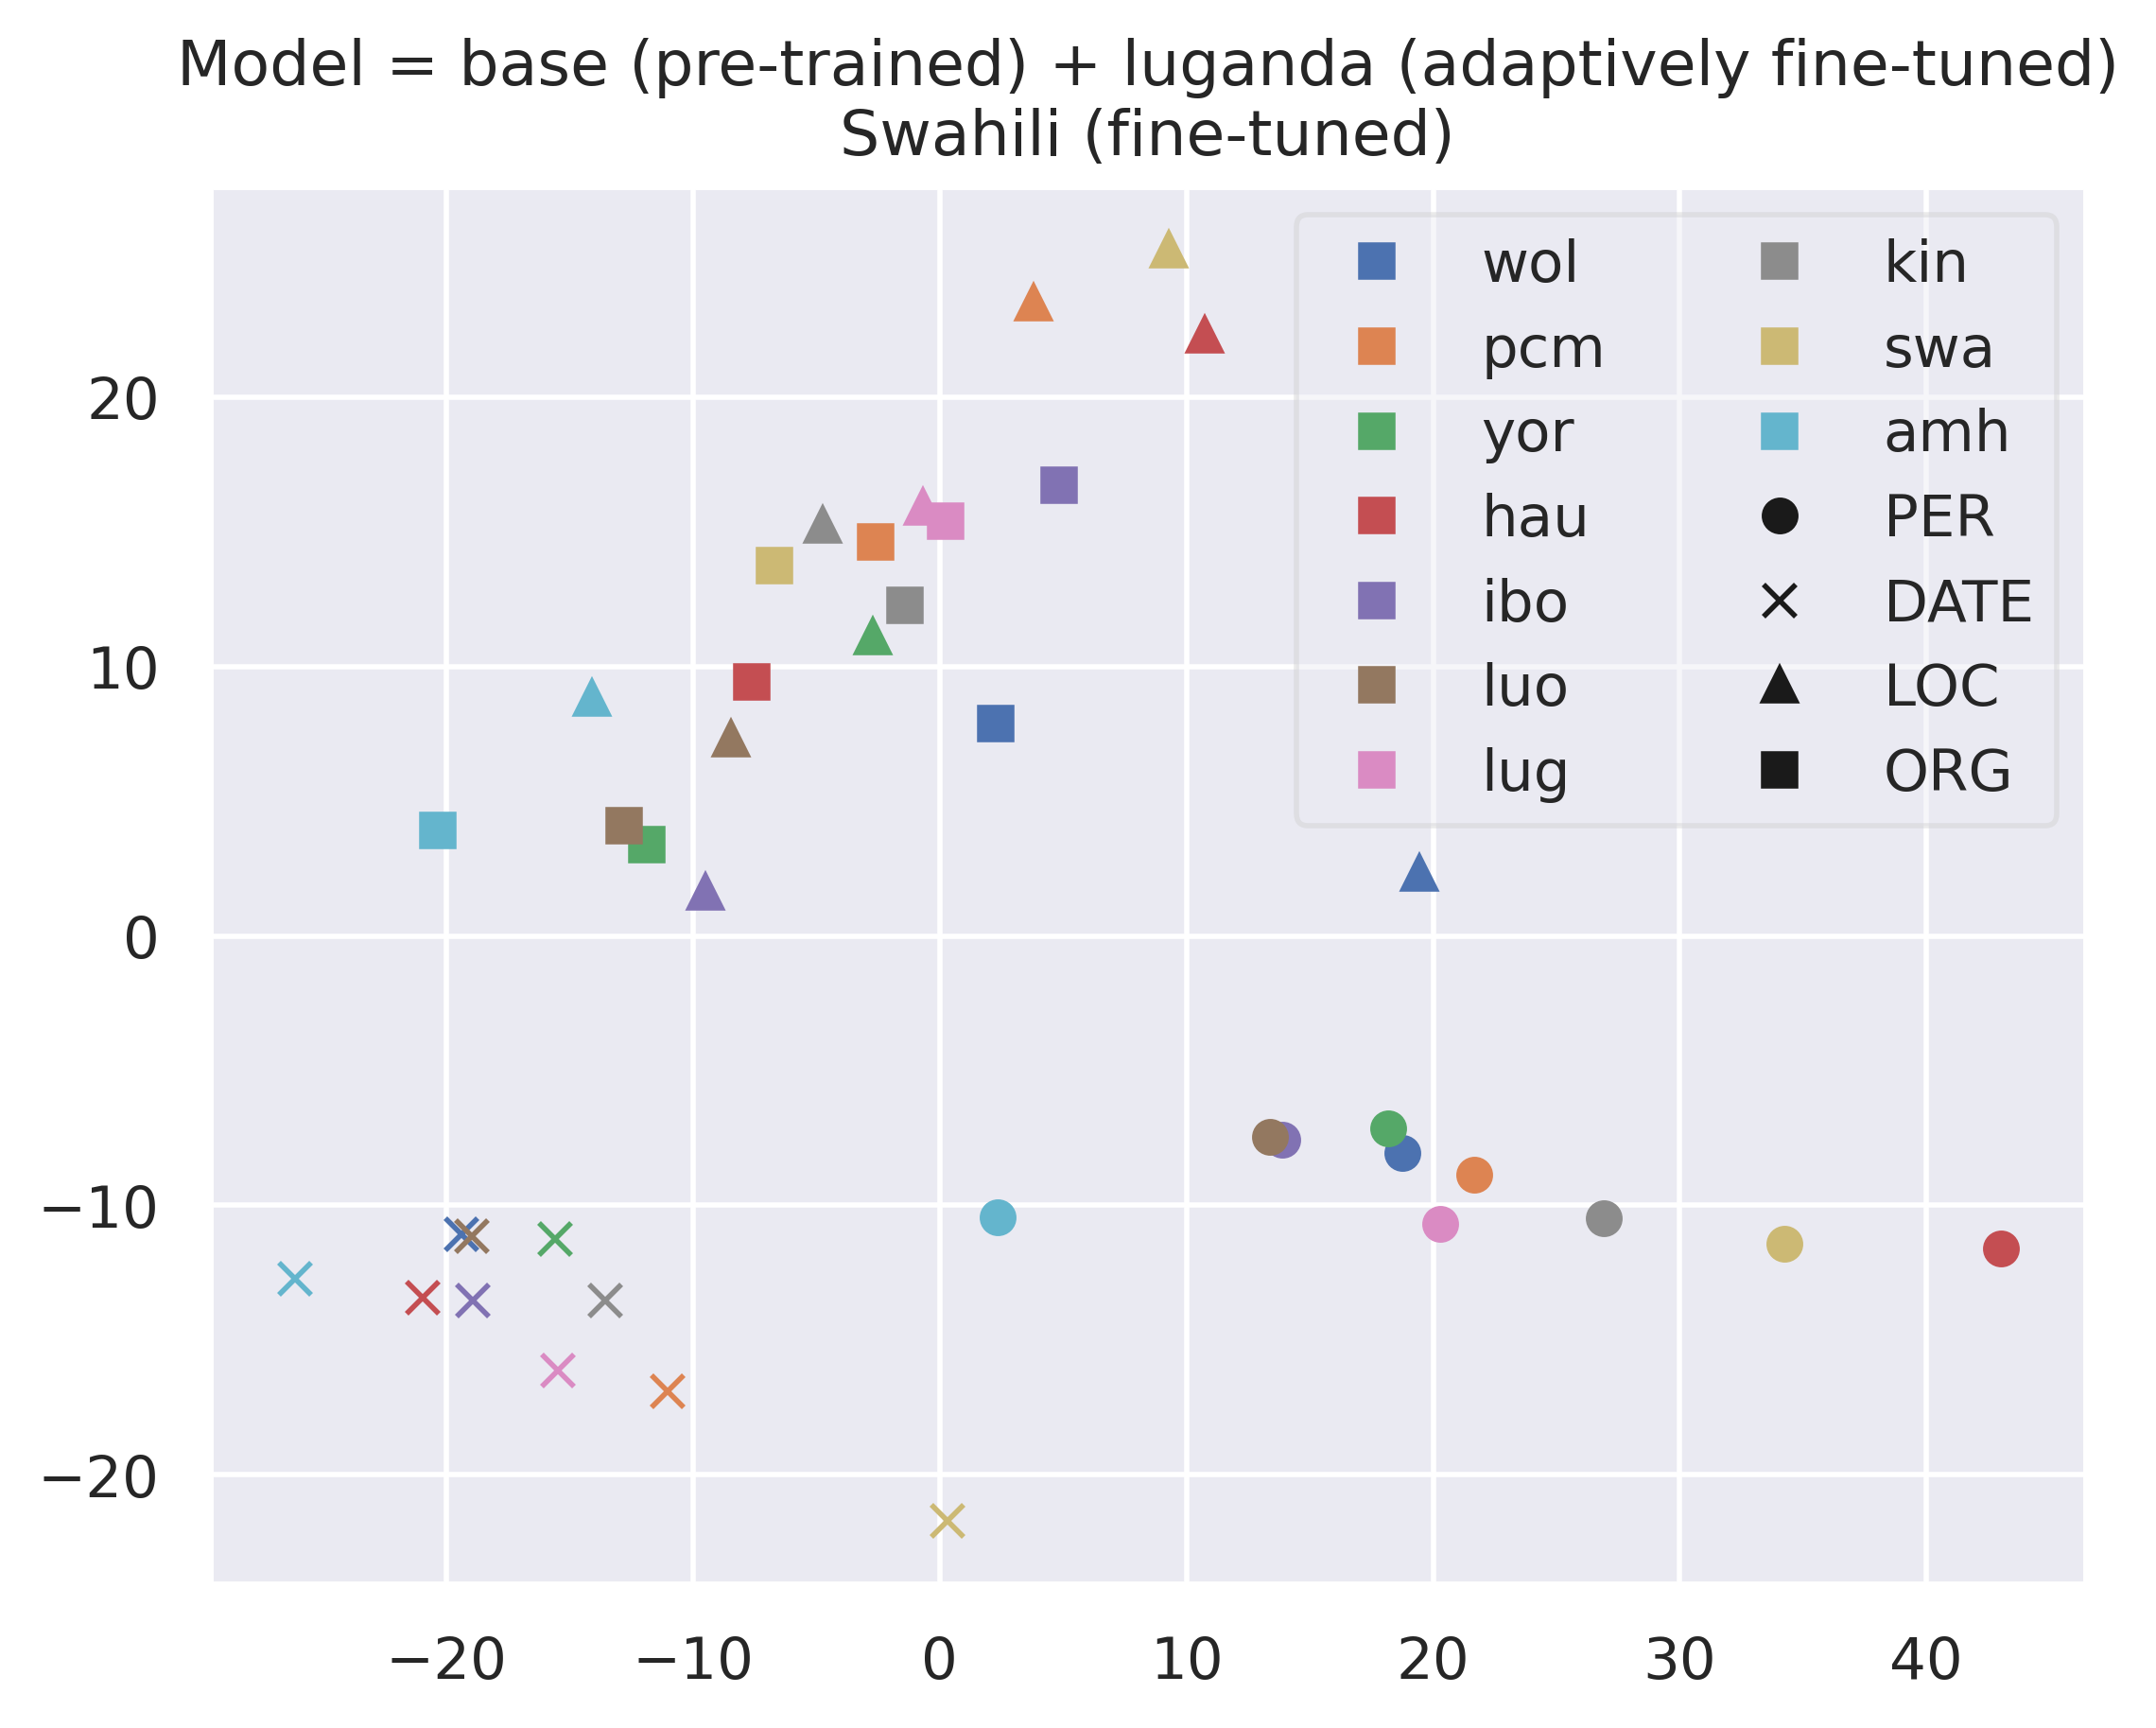 Model = base (pre-trained) + luganda (adaptively fine-tuned)
Swahili (fine-tuned)
20
10
0
−10
−20
−20
−10
0
10
20
30
40
wol
pcm
yor
hau
ibo
luo
lug
kin
swa
amh
PER
DATE
LOC
ORG